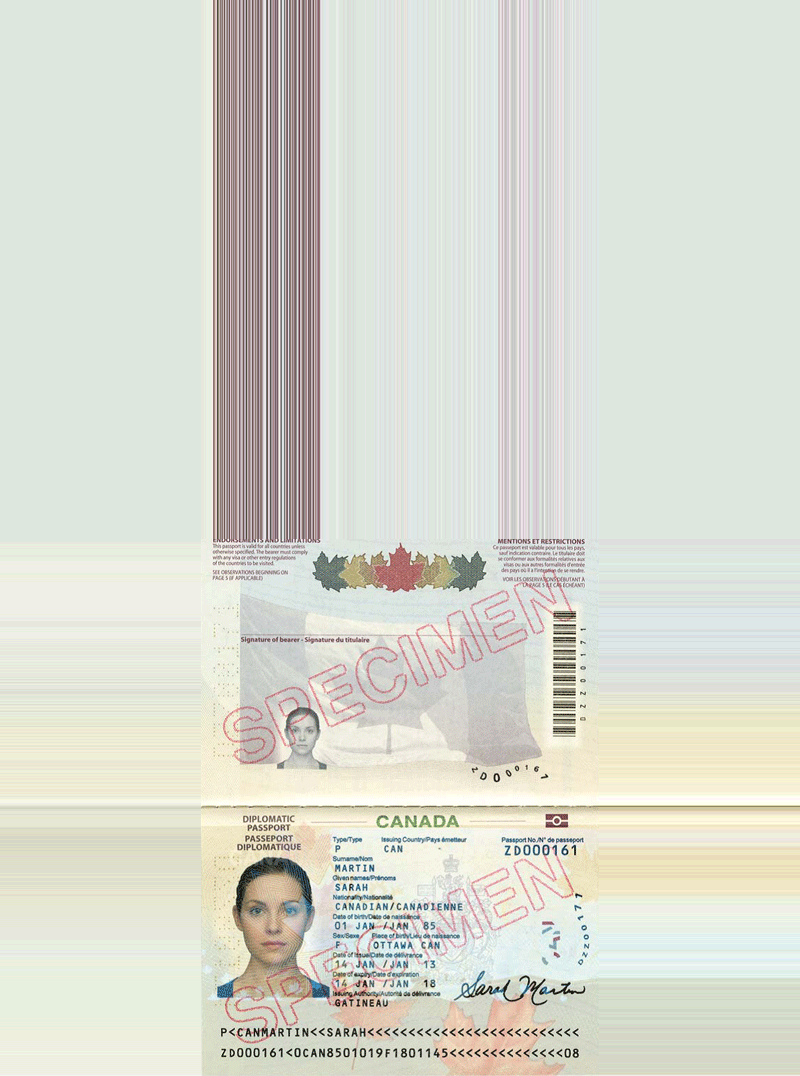 ENDORSEMENTS AND LIMITATIONS
This passport is valid for all countries unless
otherwise specified. The bearer must comply
with any visa or other entry regulations
of the countries to be visited.
SEE OBSERVATIONS BEGINNING ON
PAGE 5 (IF APPLICABLE)
MENTIONS ET RESTRICTIONS
Ce passeport est valable pour tous les pays,
sauf indication contraire. Le titulaire doit
se conformer aux formalités relatives aux
visas ou aux autres formalités d'entrée
des pays où il a l'intention de se rendre.
VOIR LES OBSERVATIONS DÉBUTANT À
LA PAGE 5 (LE CAS ÉCHÉANT)
Signature of bearer - Signature du titulaire
SPECIMEN
DZZ00171
ZD000161
DIPLOMATIC
PASSPORT
PASSEPORT
DIPLOMATIQUE
CANADA
Type/Type Issuing Country/Pays émetteur Passport No./N° de passeport
P CAN ZD000161
Surname/Nom
MARTIN
Given names/Prénoms
SARAH
Nationality/Nationalité
CANADIAN/CANADIENNE
Date of birth/Date de naissance
01 JAN /JAN 85
Sex/Sexe Place of birth/Lieu de naissance
F OTTAWA CAN
Date of issue/Date de délivrance
14 JAN /JAN 13
Date of expiry/Date d'expiration
14 JAN /JAN 18
Issuing Authority/Autorité de délivrance
GATINEAU
Sarah Martin
DZZ00171
SPECIMEN
P<CANMARTIN<<SARAH<<<<<<<<<<<<<<<<<<<<<<<<<<
ZD000161<0CAN8501019F1801145<<<<<<<<<<<<<<08